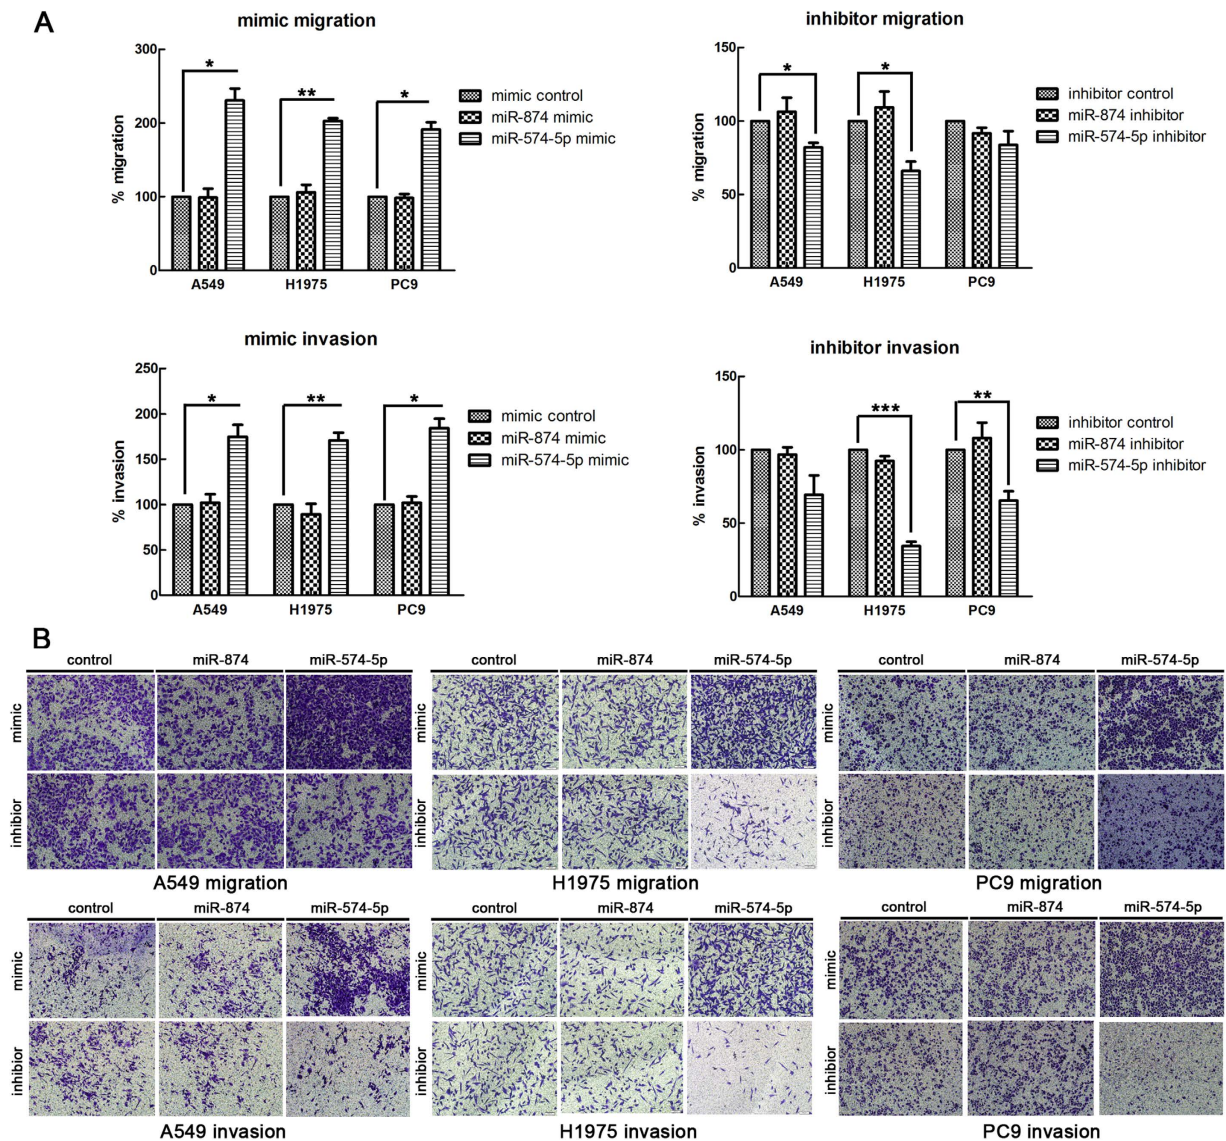 A
mimic migration
% migration
300
200
100
0
*
**
*
A549
H1975
PC9
mimic control
miR-874 mimic
miR-574-5p mimic
inhibitor migration
% migration
150
100
50
0
*
*
A549
H1975
PC9
inhibitor control
miR-874 inhibitor
miR-574-5p inhibitor
mimic invasion
% invasion
250
200
150
100
50
0
*
**
*
A549
H1975
PC9
mimic control
miR-874 mimic
miR-574-5p mimic
inhibitor invasion
% invasion
150
100
50
0
***
**
A549
H1975
PC9
inhibitor control
miR-874 inhibitor
miR-574-5p inhibitor
B
control miR-874 miR-574-5p
mimic
inhibior
A549 migration
control miR-874 miR-574-5p
mimic
inhibior
H1975 migration
control miR-874 miR-574-5p
mimic
inhibior
PC9 migration
control miR-874 miR-574-5p
mimic
inhibior
A549 invasion
control miR-874 miR-574-5p
mimic
inhibior
H1975 invasion
control miR-874 miR-574-5p
mimic
inhibior
PC9 invasion